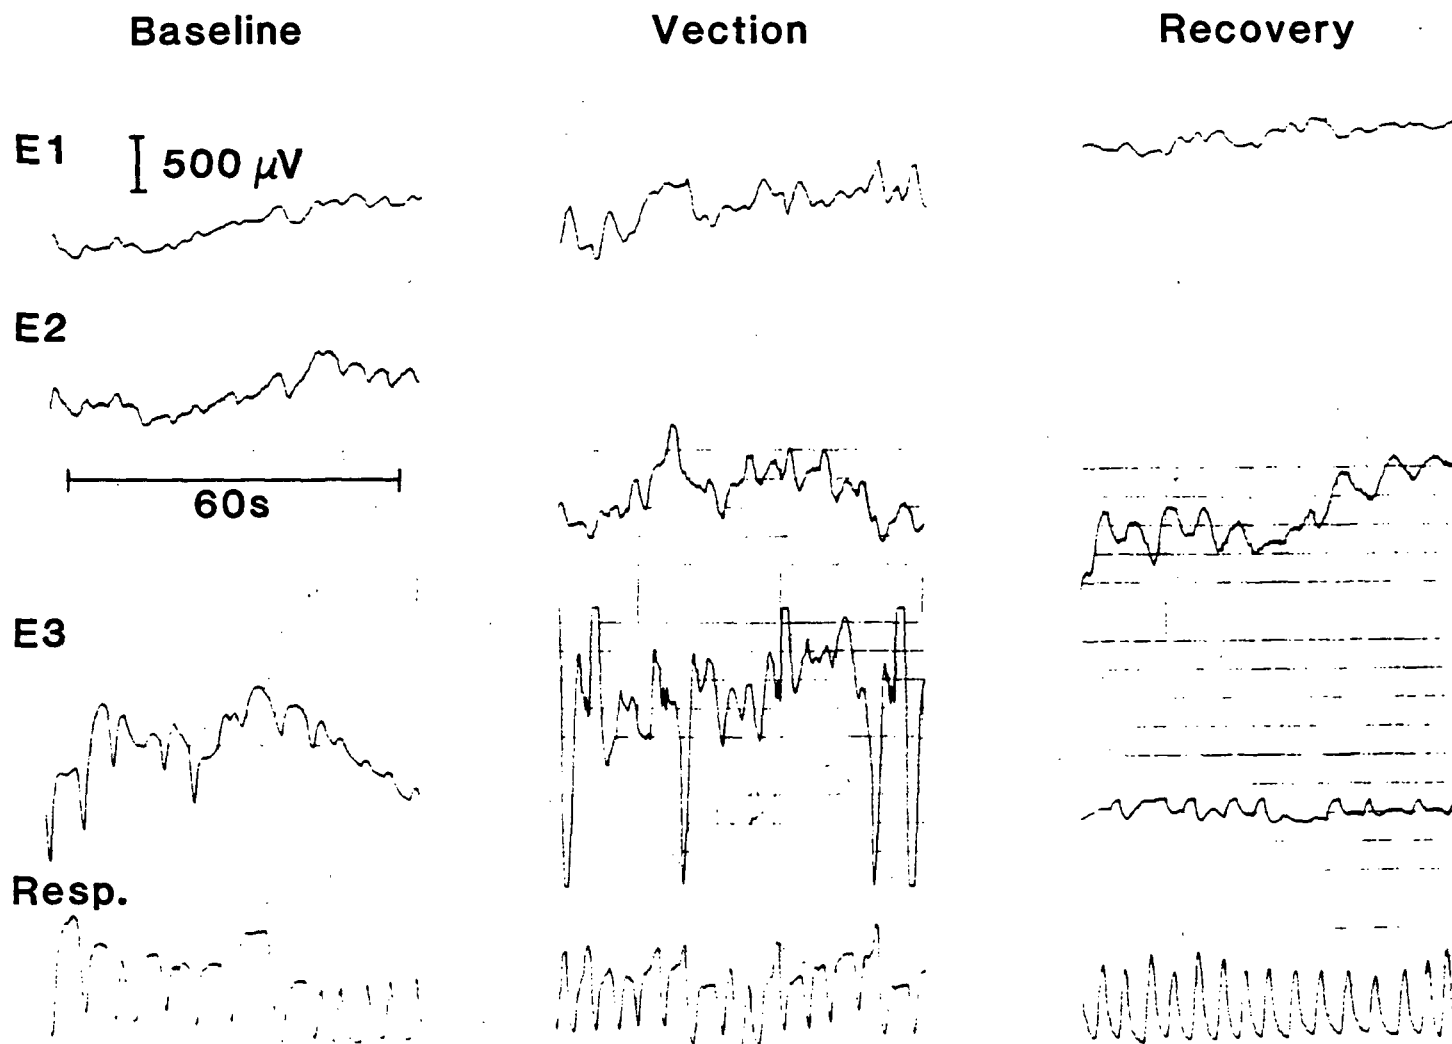 Baseline Vection Recovery
E1 500 μV
E2
60s
E3
Resp.